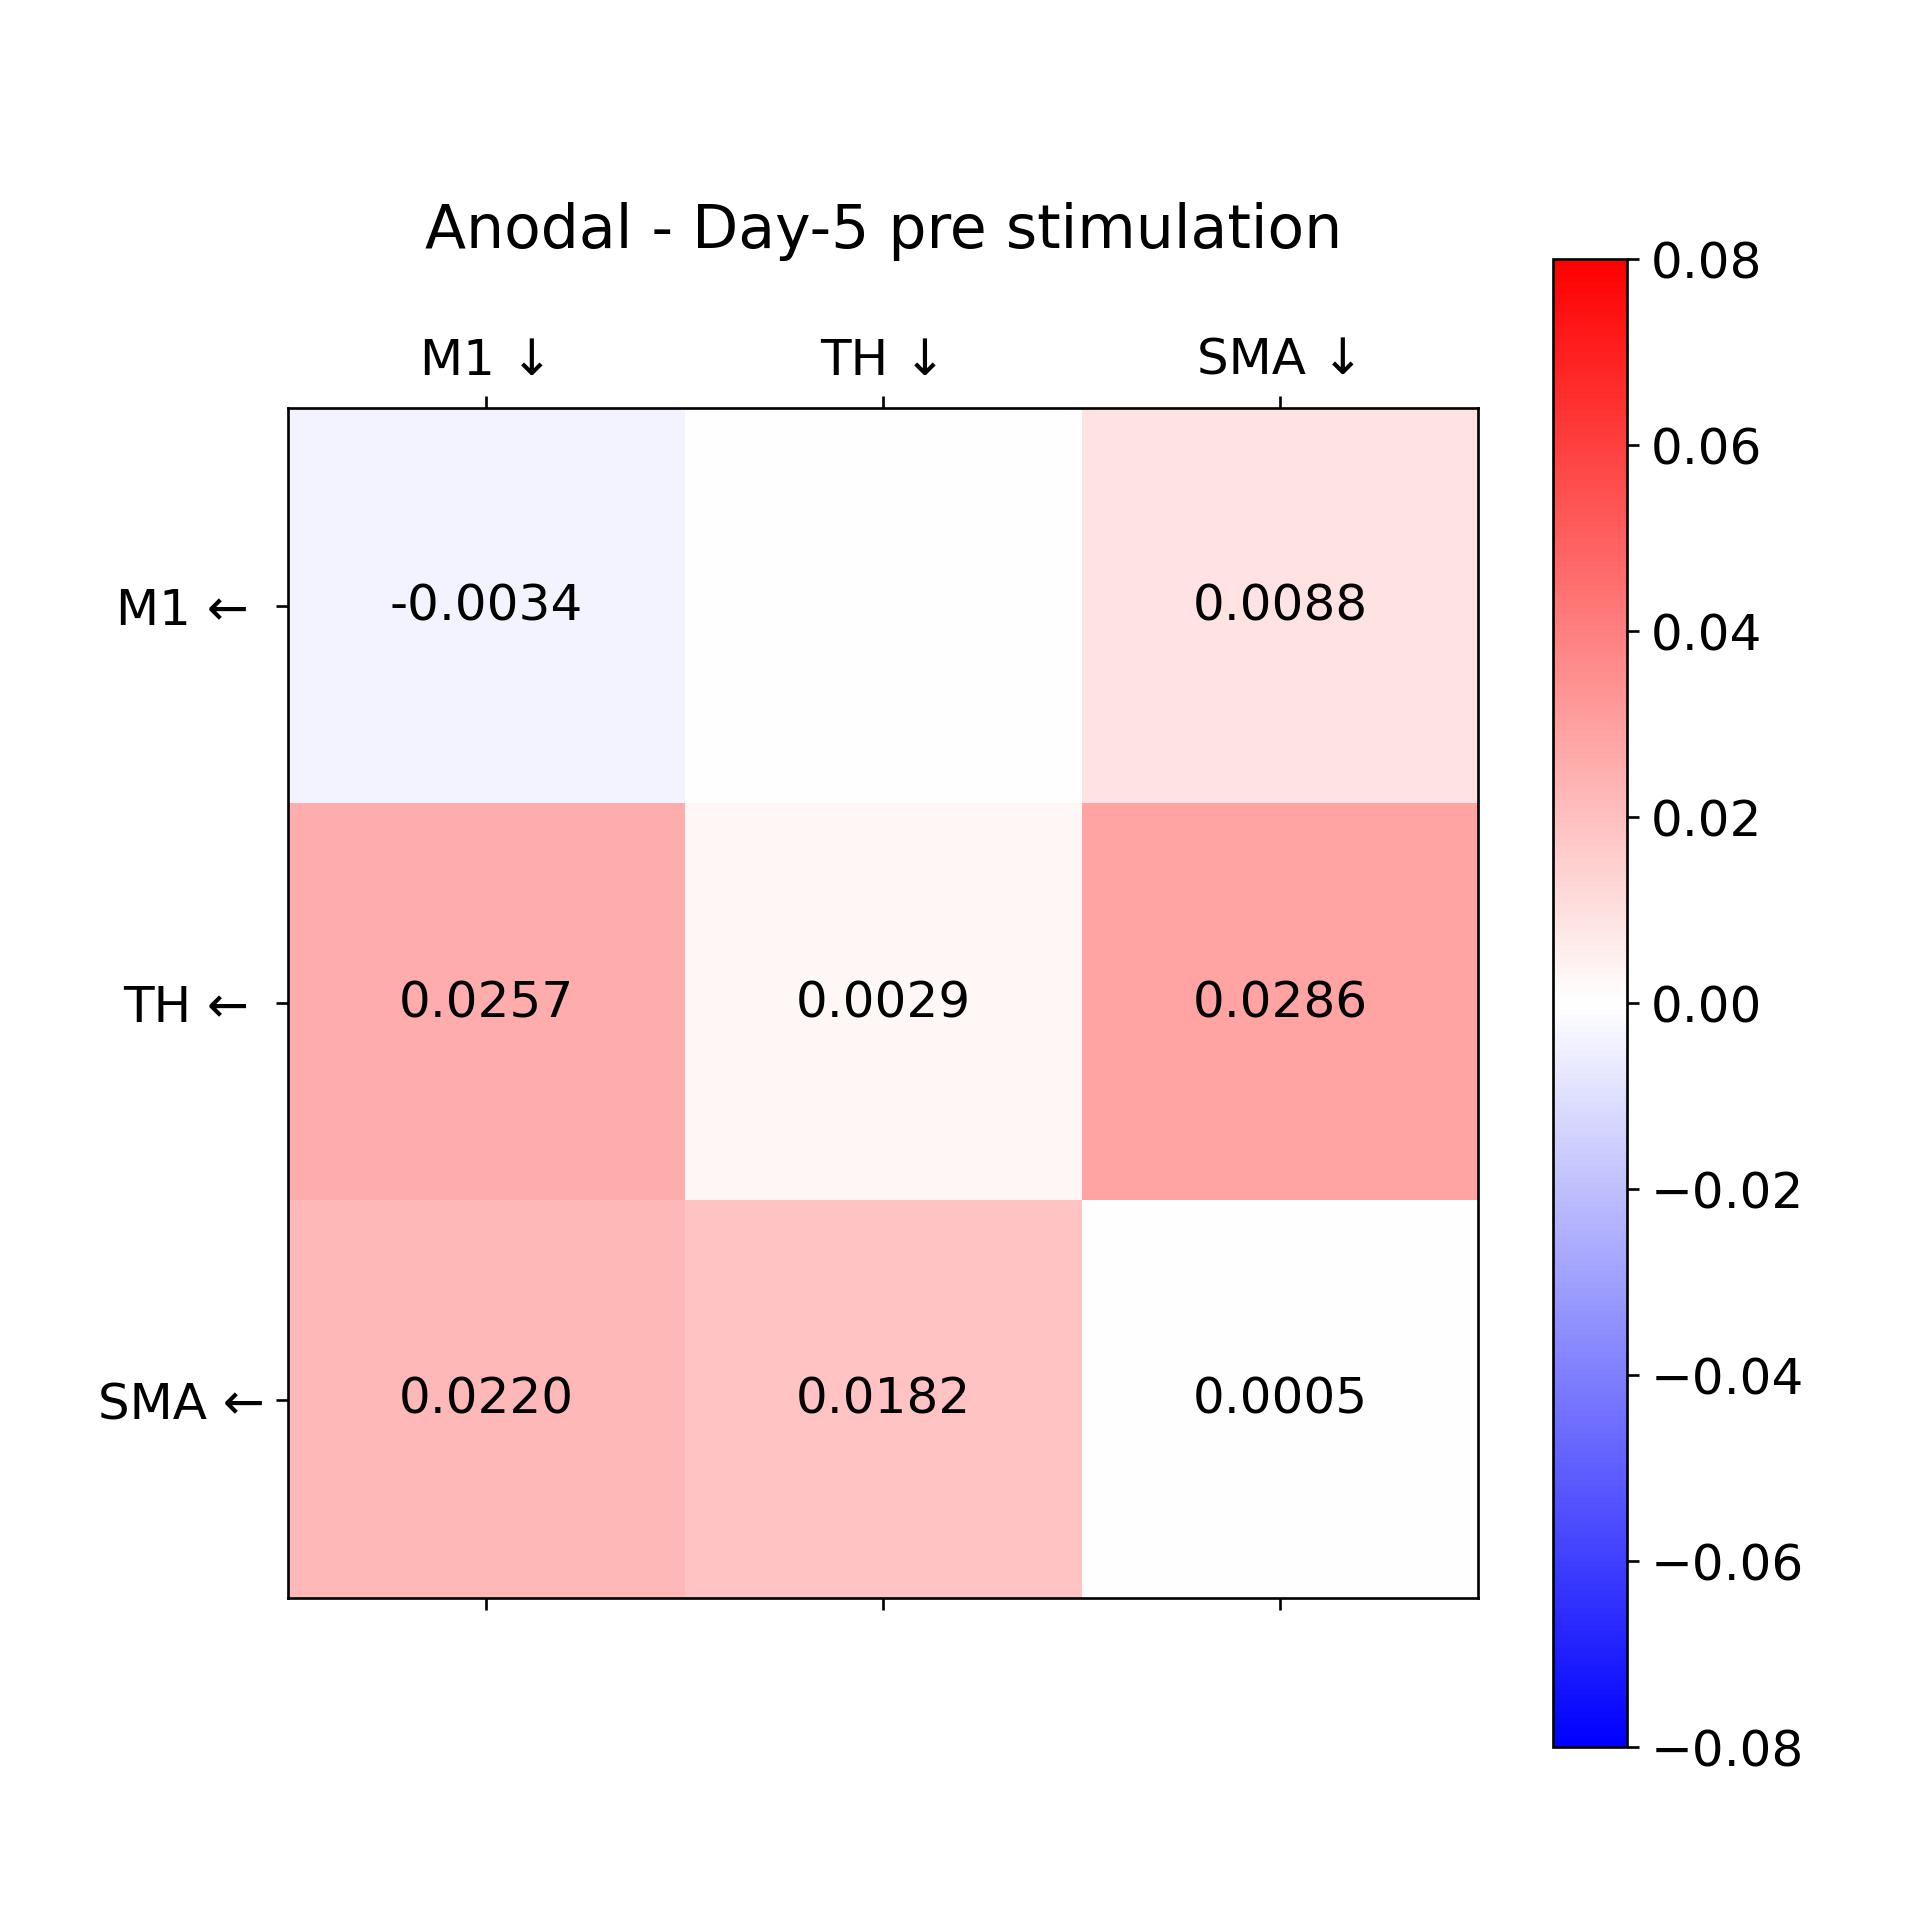 Anodal - Day-5 pre stimulation
M1 ↓ TH ↓ SMA ↓
M1 ← -0.0034 0.0088
TH ← 0.0257 0.0029 0.0286
SMA ← 0.0220 0.0182 0.0005
0.08
0.06
0.04
0.02
0.00
−0.02
−0.04
−0.06
−0.08